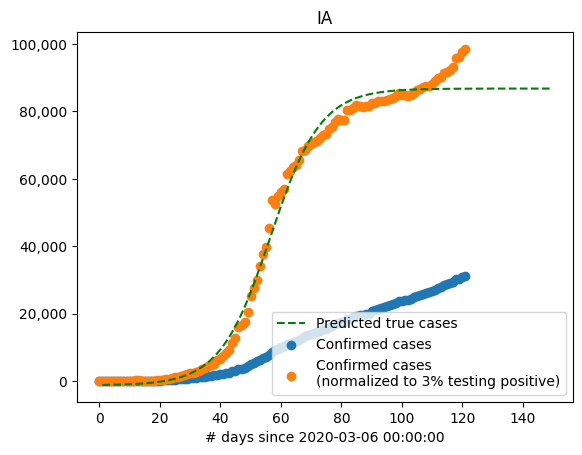 IA
100,000
80,000
60,000
40,000
20,000
0
Predicted true cases
Confirmed cases
Confirmed cases
(normalized to 3% testing positive)
0 20 40 60 80 100 120 140
# days since 2020-03-06 00:00:00